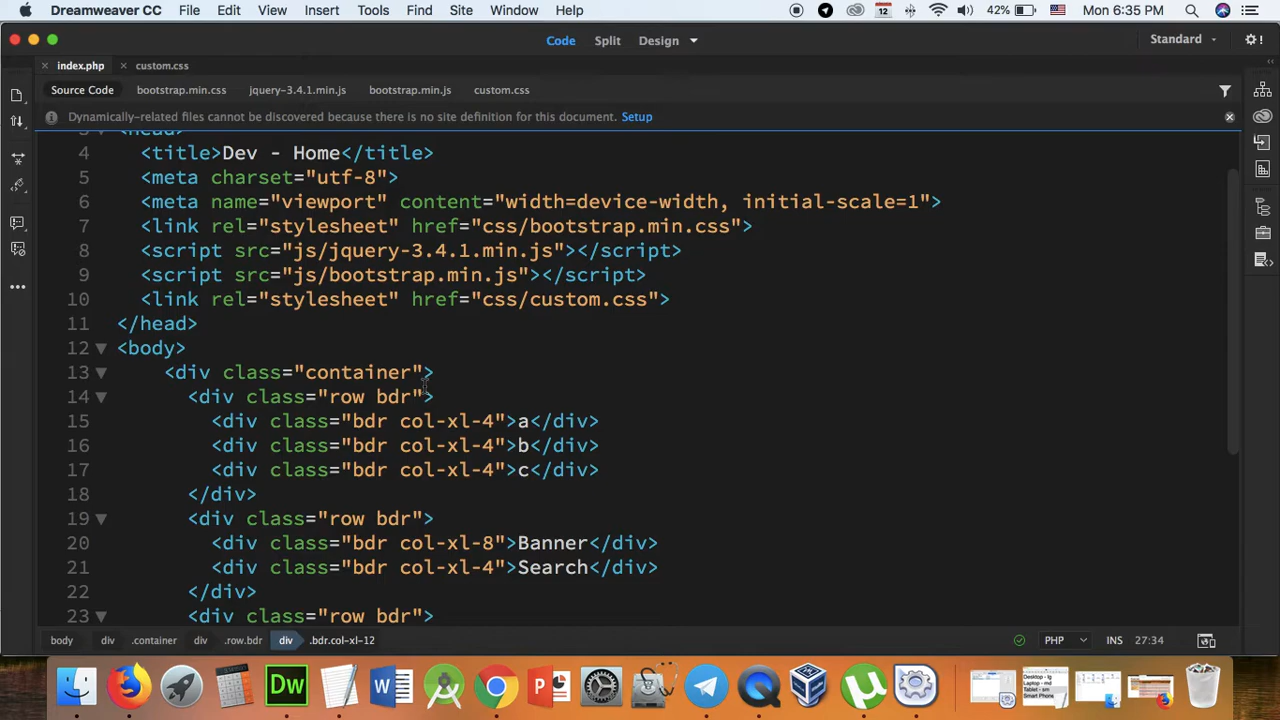 Dreamweaver CC File Edit View Insert Tools Find Site Window Help 12 42% Mon 6:35 PM
Code Split Design Standard
index.php custom.css
Source Code bootstrap.min.css jquery-3.4.1.min.js bootstrap.min.js custom.css
Dynamically-related files cannot be discovered because there is no site definition for this document. Setup
3 <head>
4 <title>Dev - Home</title>
5 <meta charset="utf-8">
6 <meta name="viewport" content="width=device-width, initial-scale=1">
7 <link rel="stylesheet" href="css/bootstrap.min.css">
8 <script src="js/jquery-3.4.1.min.js"></script>
9 <script src="js/bootstrap.min.js"></script>
10 <link rel="stylesheet" href="css/custom.css">
11 </head>
12 <body>
13 <div class="container">
14 <div class="row bdr">
15 <div class="bdr col-xl-4">a</div>
16 <div class="bdr col-xl-4">b</div>
17 <div class="bdr col-xl-4">c</div>
18 </div>
19 <div class="row bdr">
20 <div class="bdr col-xl-8">Banner</div>
21 <div class="bdr col-xl-4">Search</div>
22 </div>
23 <div class="row bdr">
body div .container div .row.bdr div .bdr.col-xl-12 PHP INS 27:34
Dw W P